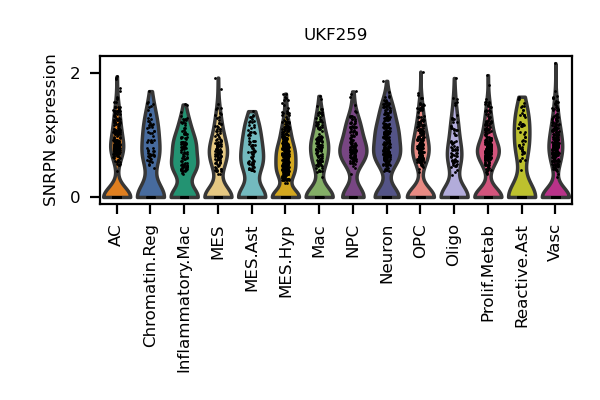 UKF259
SNRPN expression
2
0
AC
Chromatin.Reg
Inflammatory.Mac
MES
MES.Ast
MES.Hyp
Mac
NPC
Neuron
OPC
Oligo
Prolif.Metab
Reactive.Ast
Vasc